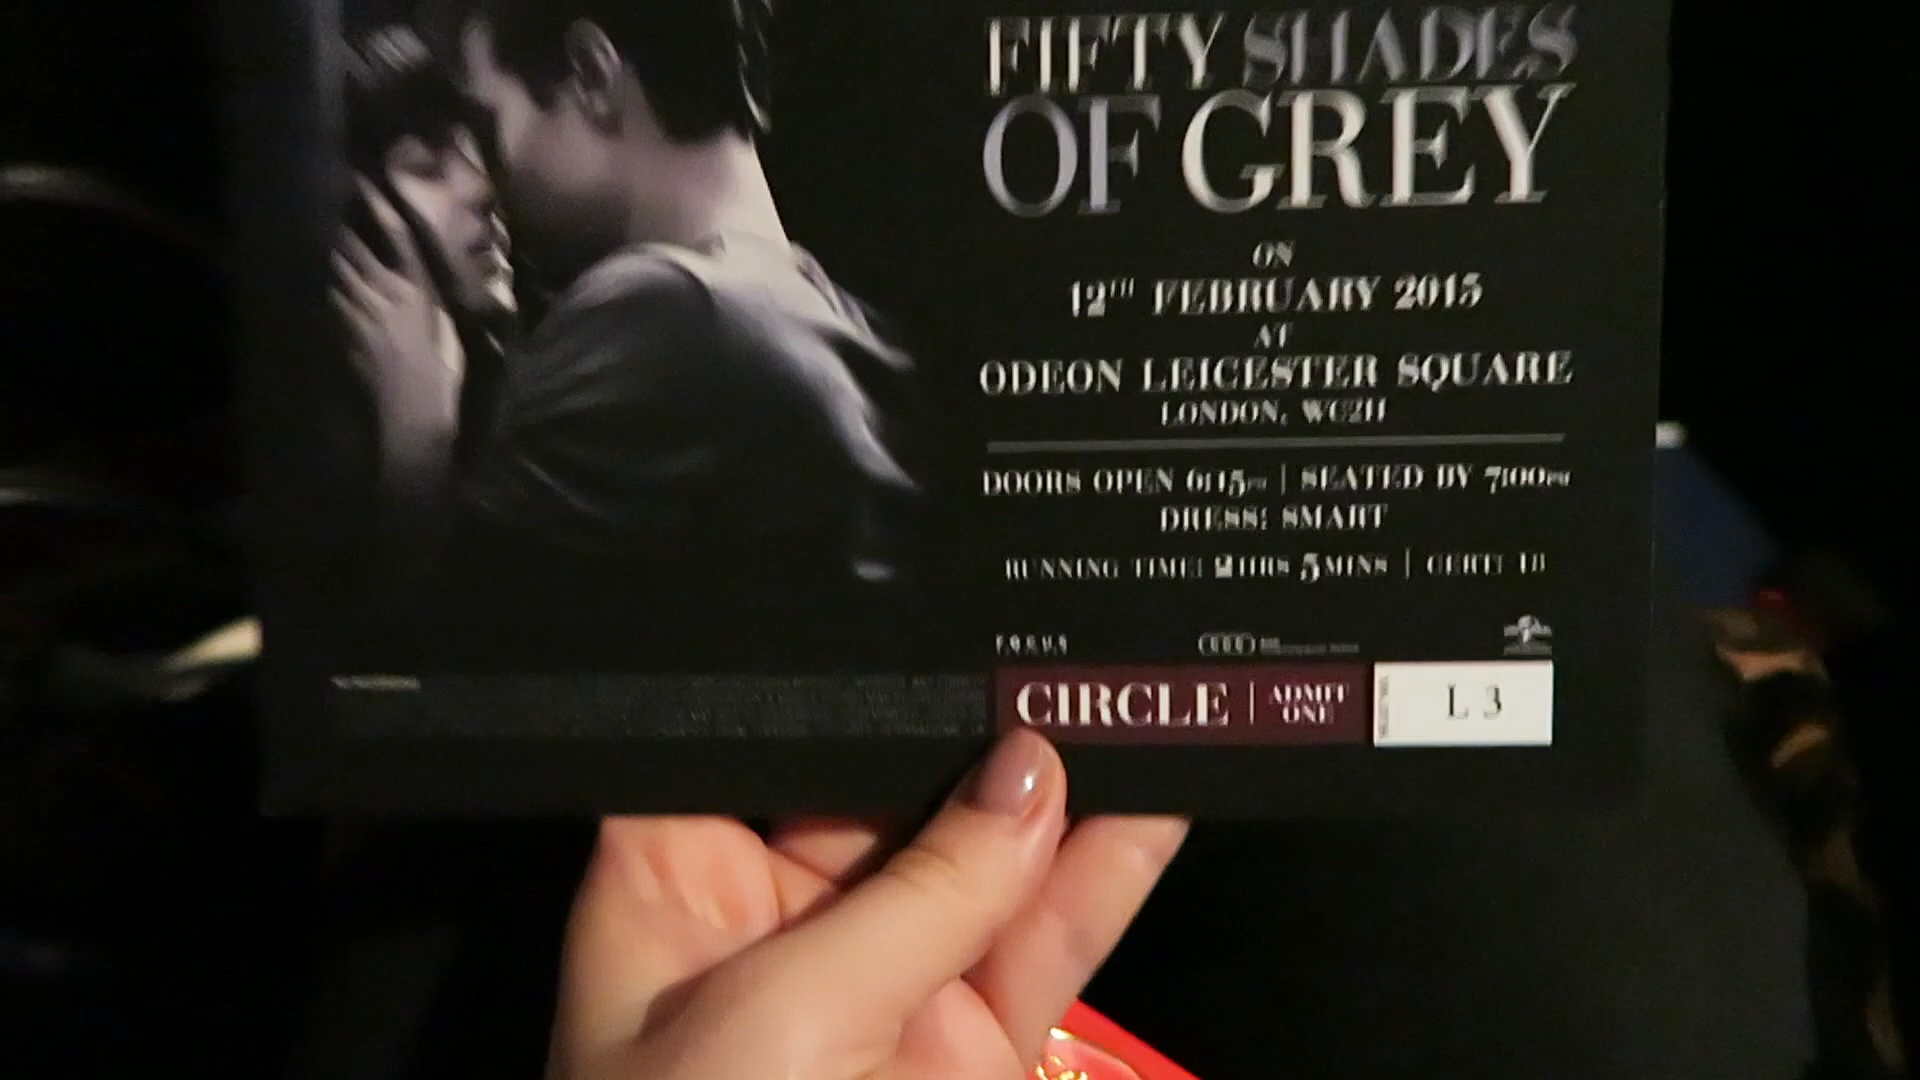 FIFTY SHADES
OF GREY
ON
12TH FEBRUARY 2015
AT
ODEON LEICESTER SQUARE
LONDON, WC2H
DOORS OPEN 6:15PM | SEATED BY 7:00PM
DRESS: SMART
RUNNING TIME: 2HRS 5MINS | CERT: 18
FOCUS
CIRCLE | ADMIT
ONE
L 3